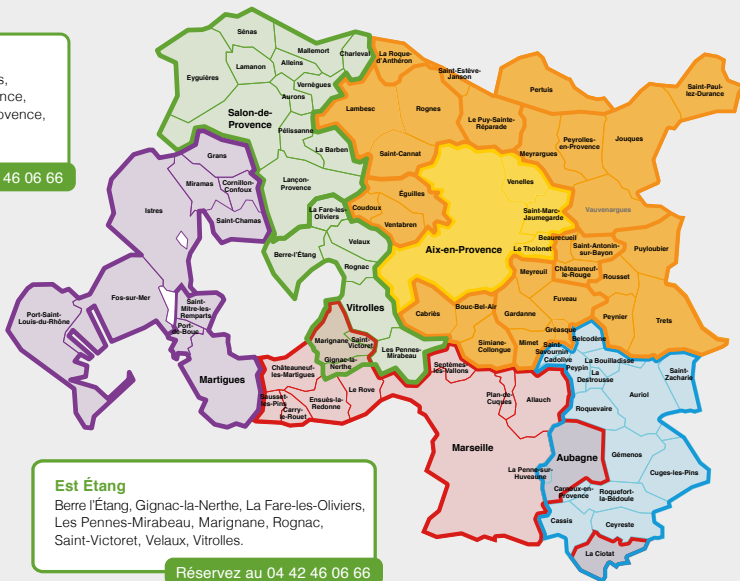 s,
nce,
ovence,
46 06 66
Sénas
Mallemort
Charleval
Eyguières
Lamanon
Alleins
Vernègues
Aurons
Salon-de-
Provence
Pélissanne
La Barben
Lançon-
Provence
La Fare-les-
Oliviers
Velaux
Berre-l'Étang
Rognac
Vitrolles
Marignane
Saint-
Victoret
Gignac-la-
Nerthe
Les Pennes-
Mirabeau
La Roque-
d'Anthéron
Saint-Estève-
Janson
Lambesc
Rognes
Le Puy-Sainte-
Réparade
Pertuis
Saint-Paul-
lez-Durance
Saint-Cannat
Meyrargues
Peyrolles-
en-Provence
Jouques
Éguilles
Coudoux
Ventabren
Venelles
Saint-Marc-
Jaumegarde
Vauvenargues
Aix-en-Provence
Beaurecueil
Le Tholonet
Saint-Antonin-
sur-Bayon
Puyloubier
Meyreuil
Châteauneuf-
le-Rouge
Rousset
Fuveau
Cabriès
Bouc-Bel-Air
Gardanne
Peynier
Trets
Gréasque
Simiane-
Collongue
Mimet
Saint-
Savournin
Belcodène
Cadolive
Peypin
La Bouilladisse
La
Destrousse
Saint-
Zacharie
Auriol
Roquevaire
Grans
Miramas
Cornillon-
Confoux
Istres
Saint-Chamas
Fos-sur-Mer
Port-Saint-
Louis-du-Rhône
Saint-
Mitre-les-
Remparts
Port-
de-Bouc
Martigues
Châteauneuf-
les-Martigues
Sausset-
les-Pins
Carry-
le-Rouet
Ensuès-la-
Redonne
Le Rove
Septèmes-
les-Vallons
Plan-de-
Cuques
Allauch
Marseille
La Penne-sur-
Huveaune
Aubagne
Gémenos
Cuges-les-Pins
Carnoux-en-
Provence
Roquefort-
la-Bédoule
Cassis
Ceyreste
La Ciotat
Est Étang
Berre l'Étang, Gignac-la-Nerthe, La Fare-les-Oliviers,
Les Pennes-Mirabeau, Marignane, Rognac,
Saint-Victoret, Velaux, Vitrolles.
Réservez au 04 42 46 06 66